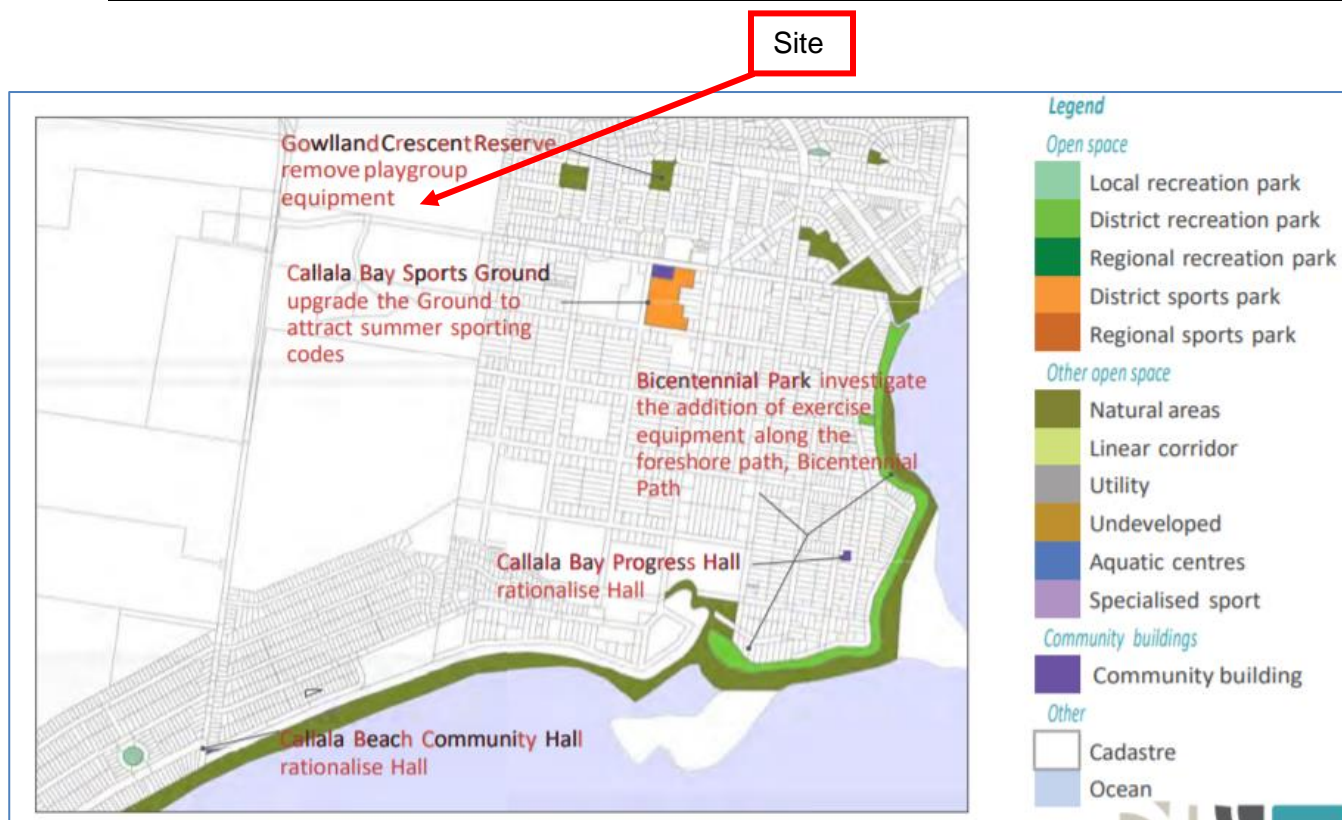 Site
Gowlland Crescent Reserve
remove playgroup
equipment
Callala Bay Sports Ground
upgrade the Ground to
attract summer sporting
codes
Bicentennial Park investigate
the addition of exercise
equipment along the
foreshore path, Bicentennial
Path
Callala Bay Progress Hall
rationalise Hall
Callala Beach Community Hall
rationalise Hall
Legend
Open space
Local recreation park
District recreation park
Regional recreation park
District sports park
Regional sports park
Other open space
Natural areas
Linear corridor
Utility
Undeveloped
Aquatic centres
Specialised sport
Community buildings
Community building
Other
Cadastre
Ocean